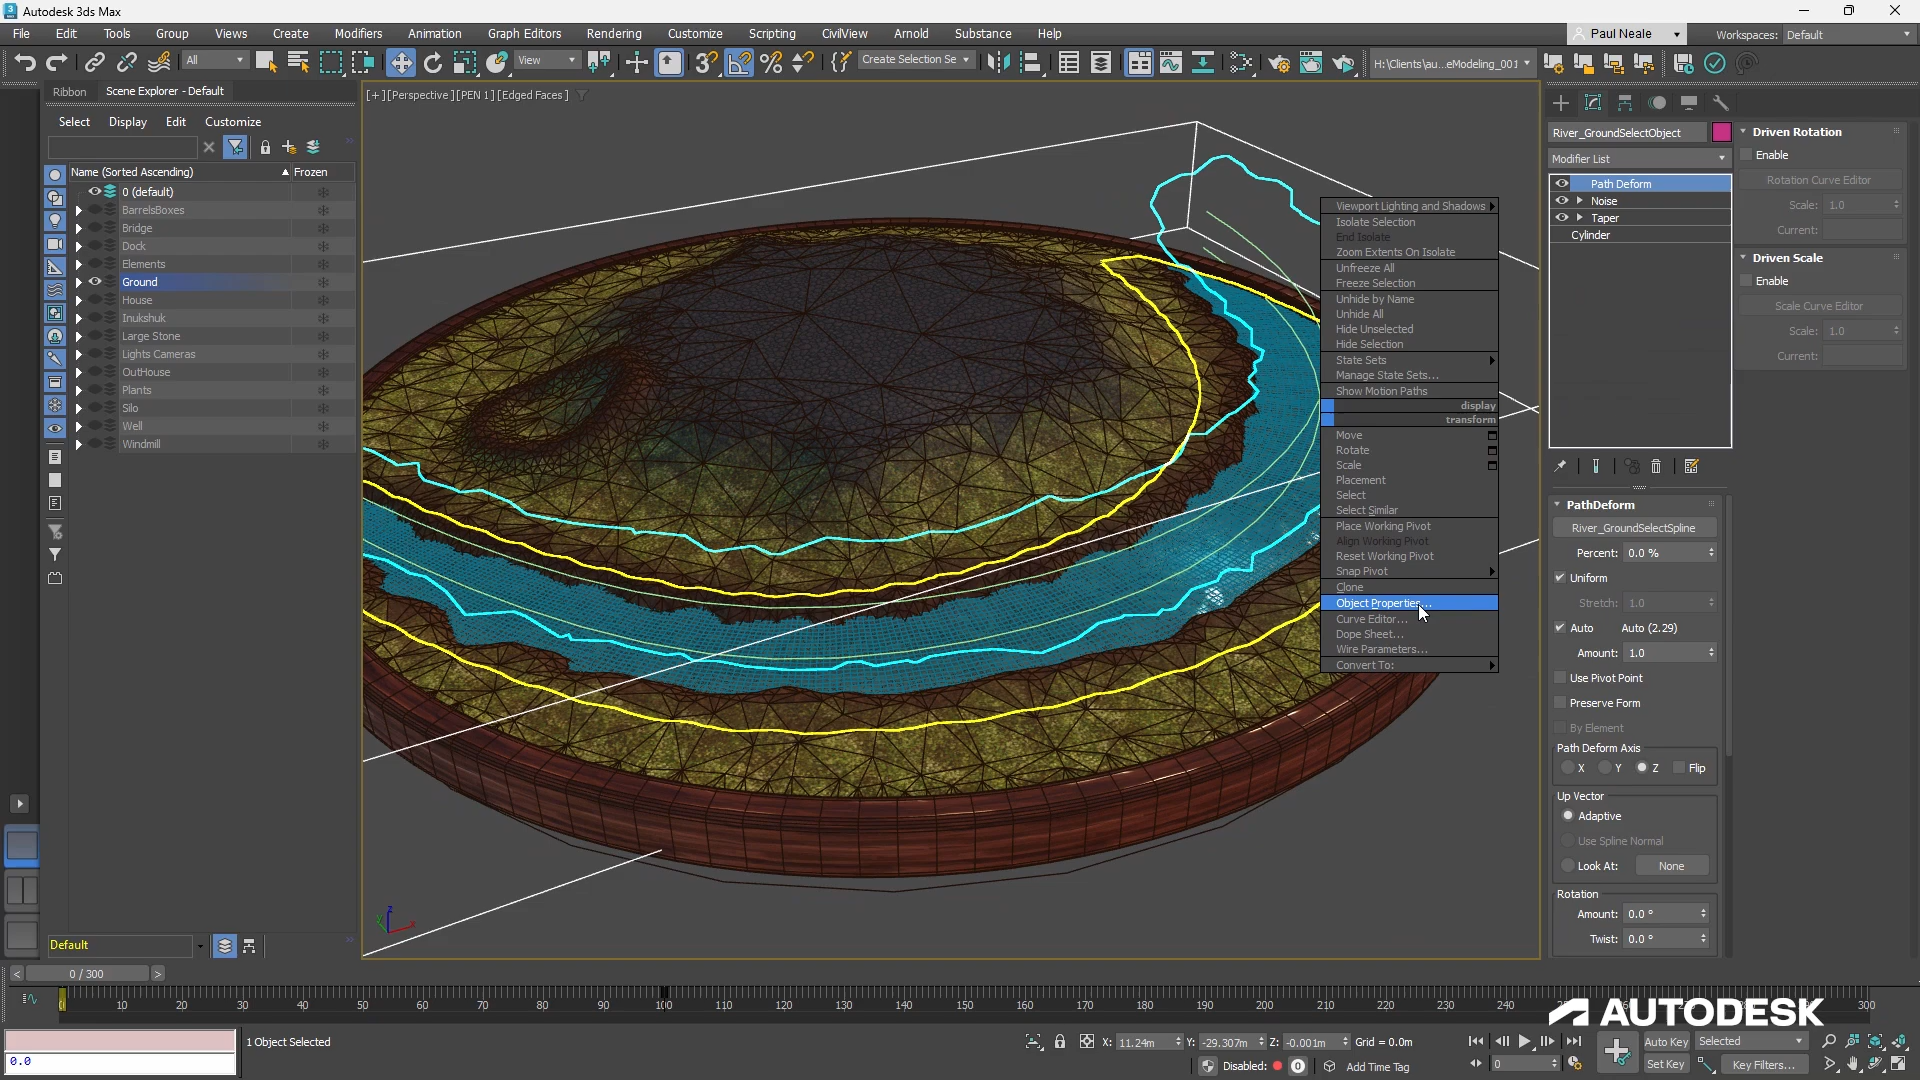 Autodesk 3ds Max
File Edit Tools Group Views Create Modifiers Animation Graph Editors Rendering Customize Scripting CivilView Arnold Substance Help
Paul Neale
Workspaces: Default
All
View
Create Selection Se
H:\Clients\au...eModeling_001
Ribbon
Scene Explorer - Default
Select Display Edit Customize
Name (Sorted Ascending)
Frozen
0 (default)
BarrelsBoxes
Bridge
Dock
Elements
Ground
House
Inukshuk
Large Stone
Lights Cameras
OutHouse
Plants
Silo
Well
Windmill
Default
[+][Perspective][PEN 1][Edged Faces]
Viewport Lighting and Shadows
Isolate Selection
End Isolate
Zoom Extents On Isolate
Unfreeze All
Freeze Selection
Unhide by Name
Unhide All
Hide Unselected
Hide Selection
State Sets
Manage State Sets...
Show Motion Paths
display
transform
Move
Rotate
Scale
Placement
Select
Select Similar
Place Working Pivot
Align Working Pivot
Reset Working Pivot
Snap Pivot
Clone
Object Properties...
Curve Editor...
Dope Sheet...
Wire Parameters...
Convert To:
River_GroundSelectObject
Modifier List
Path Deform
Noise
Taper
Cylinder
PathDeform
River_GroundSelectSpline
Percent: 0.0 %
Uniform
Stretch: 1.0
Auto Auto (2.29)
Amount: 1.0
Use Pivot Point
Preserve Form
By Element
Path Deform Axis
X Y Z Flip
Up Vector
Adaptive
Use Spline Normal
Look At: None
Rotation
Amount: 0.0 °
Twist: 0.0 °
Driven Rotation
Enable
Rotation Curve Editor
Scale: 1.0
Current:
Driven Scale
Enable
Scale Curve Editor
Scale: 1.0
Current:
0 / 300
10 20 30 40 50 60 70 80 90 100 110 120 130 140 150 160 170 180 190 200 210 220 230 240 300
AUTODESK
0.0
1 Object Selected
X: 11.24m Y: -29.307m Z: -0.001m Grid = 0.0m
Disabled: 0 Add Time Tag
0
Auto Key Selected
Set Key Key Filters...